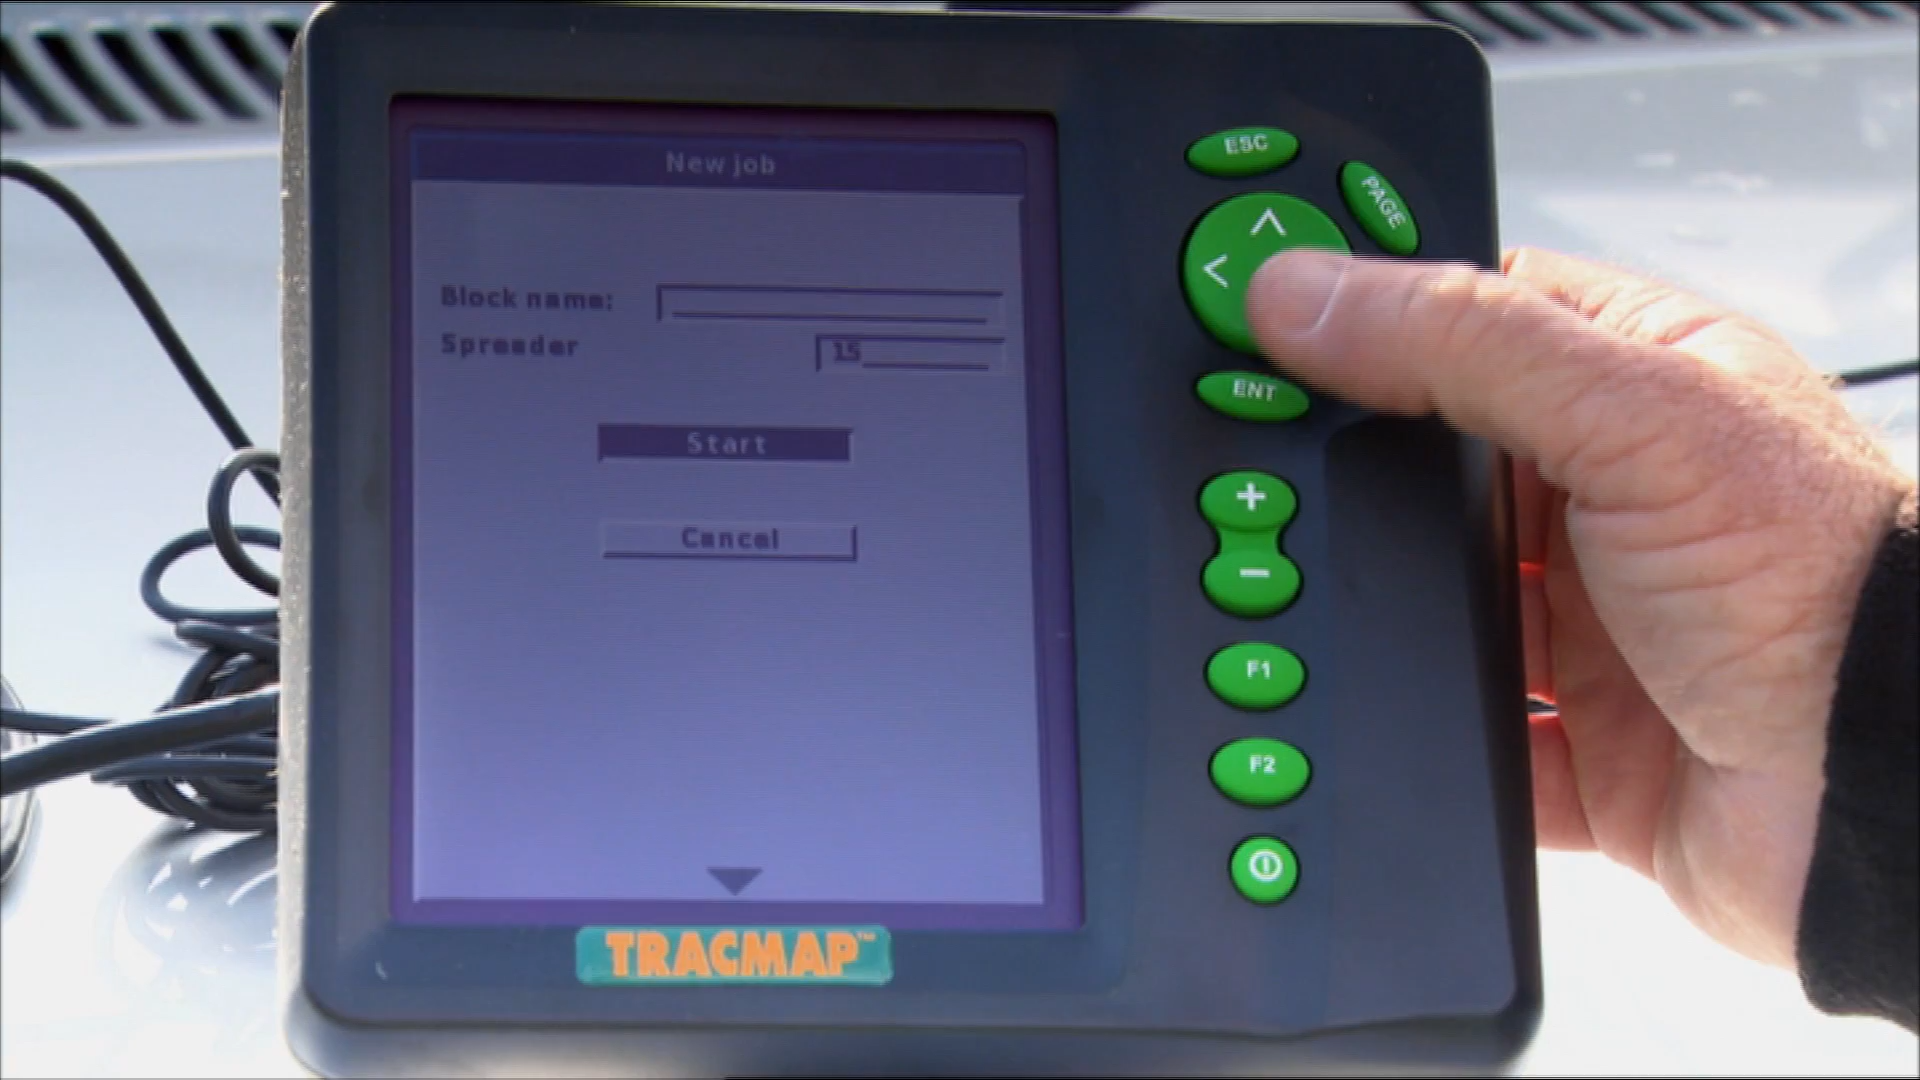 New job
Block name:
Spreader 15
Start
Cancel
TRACMAP™
ESC
PAGE
ENT
+
-
F1
F2